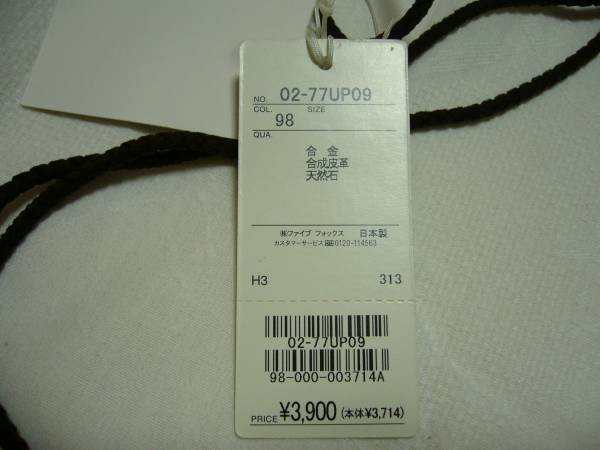 NO. 02-77UP09
COL. SIZE
98
QUA.
合 金
合成皮革
天然石
㈱ファイブ フォックス 日本製
カスタマーサービス 0120-114563
H3 313
02-77UP09
98-000-003714A
PRICE ¥3,900 (本体¥3,714)